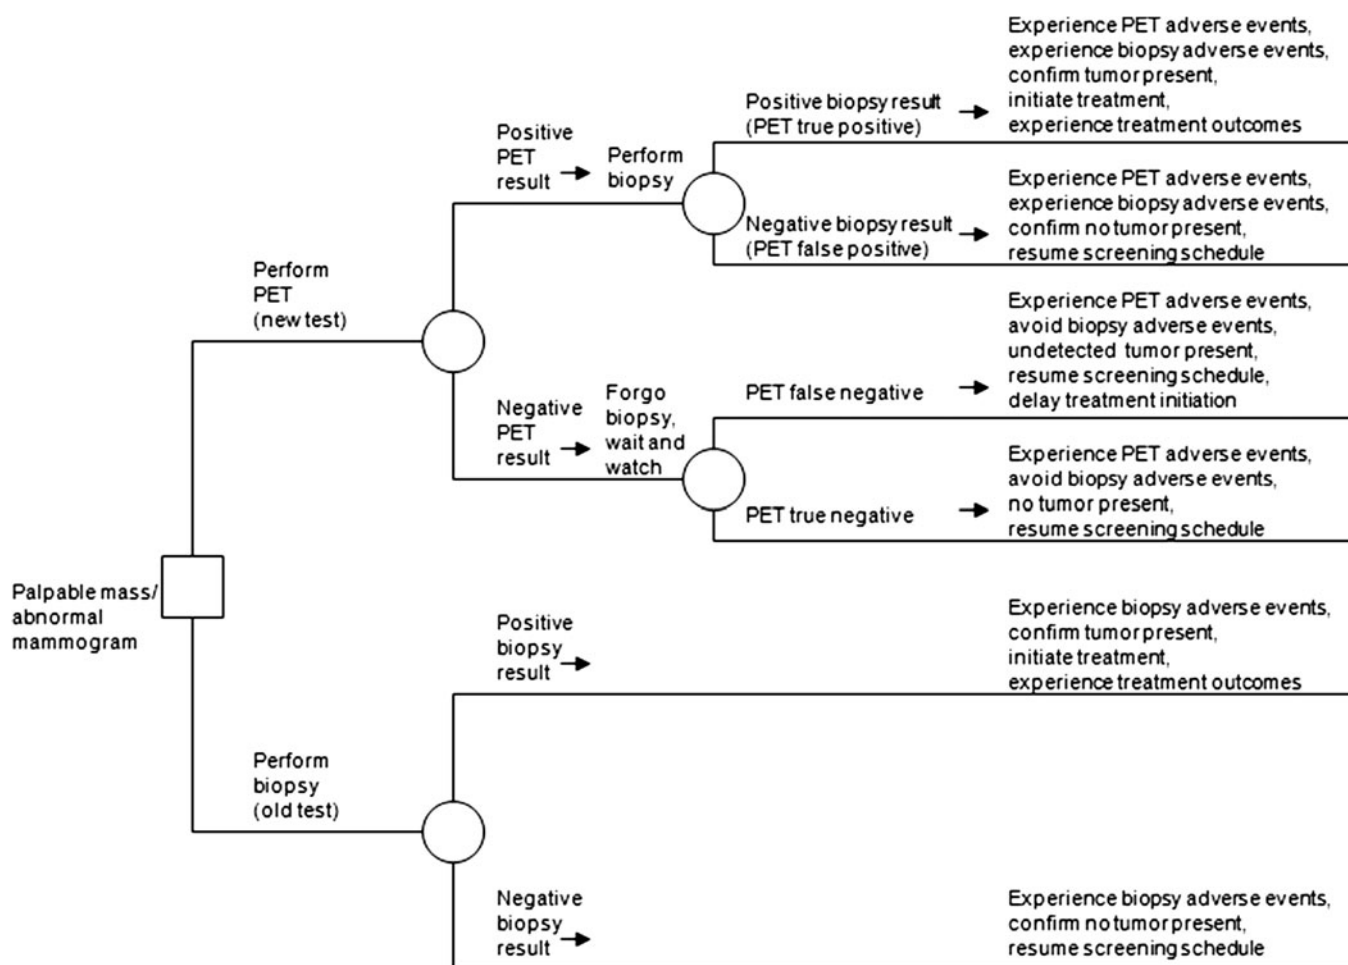 Experience PET adverse events,
experience biopsy adverse events,
confirm tumor present,
initiate treatment,
experience treatment outcomes
Positive biopsy result
(PET true positive)
Positive
PET
result
Perform
biopsy
Experience PET adverse events,
experience biopsy adverse events,
confirm no tumor present,
resume screening schedule
Negative biopsy result
(PET false positive)
Perform
PET
(new test)
Experience PET adverse events,
avoid biopsy adverse events,
undetected tumor present,
resume screening schedule,
delay treatment initiation
PET false negative
Negative
PET
result
Forgo
biopsy,
wait and
watch
Experience PET adverse events,
avoid biopsy adverse events,
no tumor present,
resume screening schedule
PET true negative
Palpable mass/
abnormal
mammogram
Positive
biopsy
result
Experience biopsy adverse events,
confirm tumor present,
initiate treatment,
experience treatment outcomes
Perform
biopsy
(old test)
Negative
biopsy
result
Experience biopsy adverse events,
confirm no tumor present,
resume screening schedule